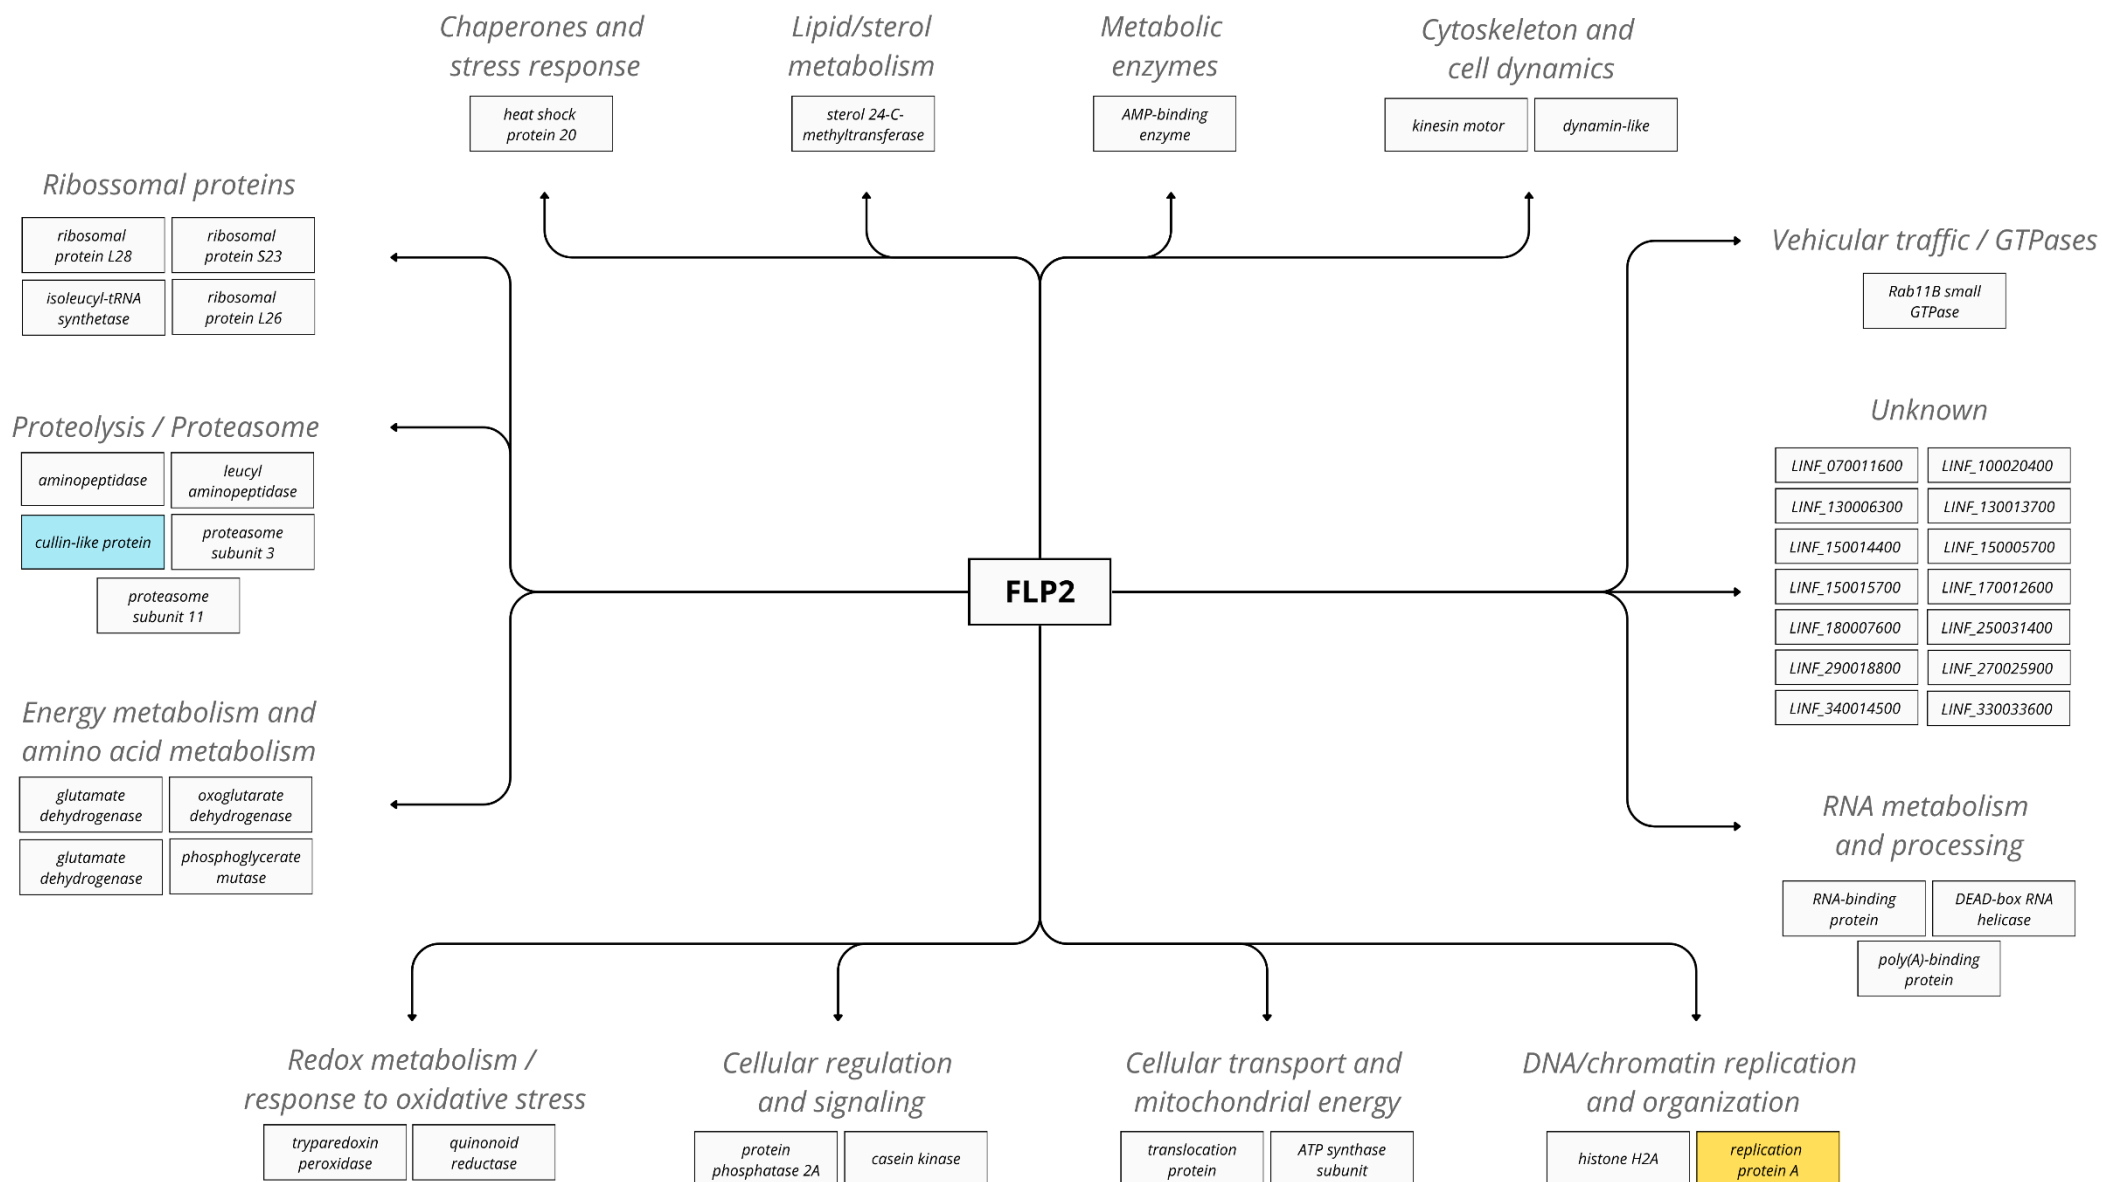 Chaperones and
stress response
heat shock
protein 20
Lipid/sterol
metabolism
sterol 24-C-
methyltransferase
Metabolic
enzymes
AMP-binding
enzyme
Cytoskeleton and
cell dynamics
kinesin motor
dynamin-like
Ribossomal proteins
ribosomal
protein L28
ribosomal
protein S23
isoleucyl-tRNA
synthetase
ribosomal
protein L26
Vehicular traffic / GTPases
Rab11B small
GTPase
Proteolysis / Proteasome
aminopeptidase
leucyl
aminopeptidase
cullin-like protein
proteasome
subunit 3
proteasome
subunit 11
FLP2
Unknown
LINF_070011600
LINF_100020400
LINF_130006300
LINF_130013700
LINF_150014400
LINF_150005700
LINF_150015700
LINF_170012600
LINF_180007600
LINF_250031400
LINF_290018800
LINF_270025900
LINF_340014500
LINF_330033600
Energy metabolism and
amino acid metabolism
glutamate
dehydrogenase
oxoglutarate
dehydrogenase
glutamate
dehydrogenase
phosphoglycerate
mutase
RNA metabolism
and processing
RNA-binding
protein
DEAD-box RNA
helicase
poly(A)-binding
protein
Redox metabolism /
response to oxidative stress
tryparedoxin
peroxidase
quinonoid
reductase
Cellular regulation
and signaling
protein
phosphatase 2A
casein kinase
Cellular transport and
mitochondrial energy
translocation
protein
ATP synthase
subunit
DNA/chromatin replication
and organization
histone H2A
replication
protein A